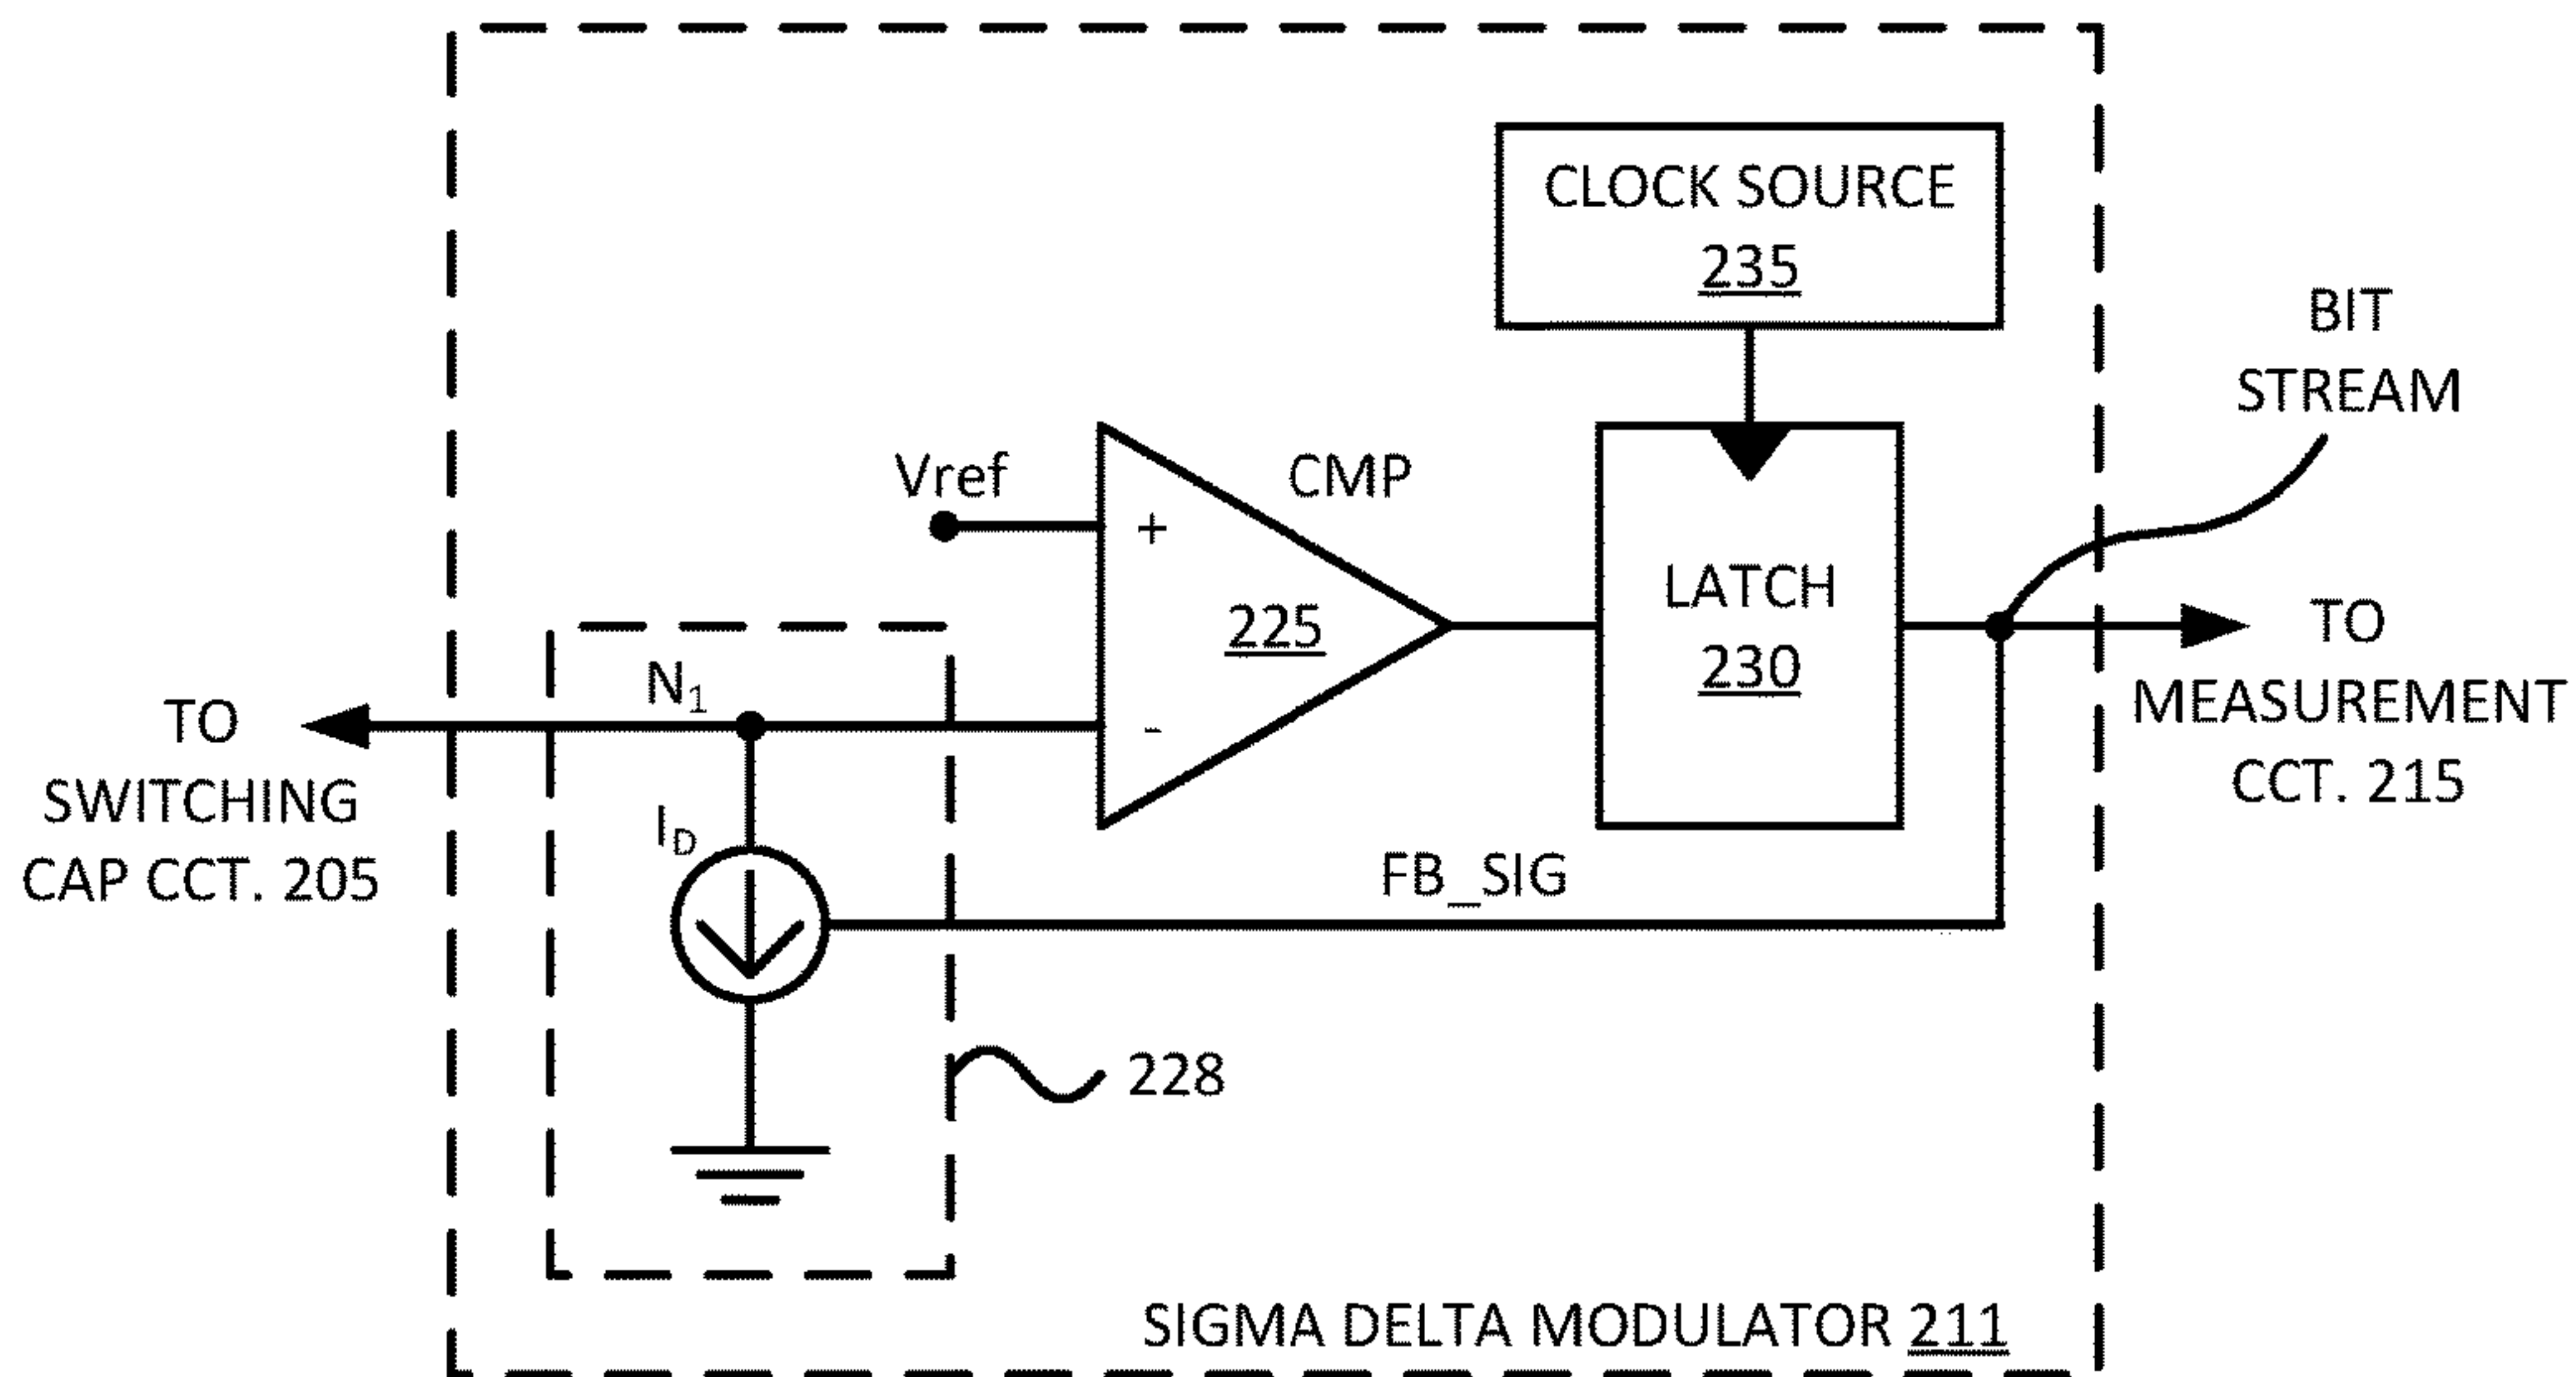 CLOCK SOURCE
235
BIT
STREAM
Vref
CMP
+
225
-
LATCH
230
N₁
TO
SWITCHING
CAP CCT. 205
TO
MEASUREMENT
CCT. 215
I_D
FB_SIG
228
SIGMA DELTA MODULATOR 211